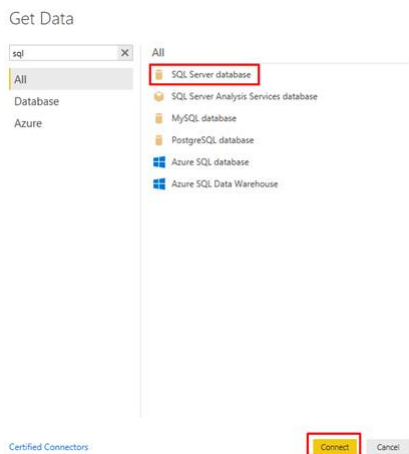 Get Data
sql
All
Database
Azure
All
SQL Server database
SQL Server Analysis Services database
MySQL database
PostgreSQL database
Azure SQL database
Azure SQL Data Warehouse
Certified Connectors
Connect
Cancel